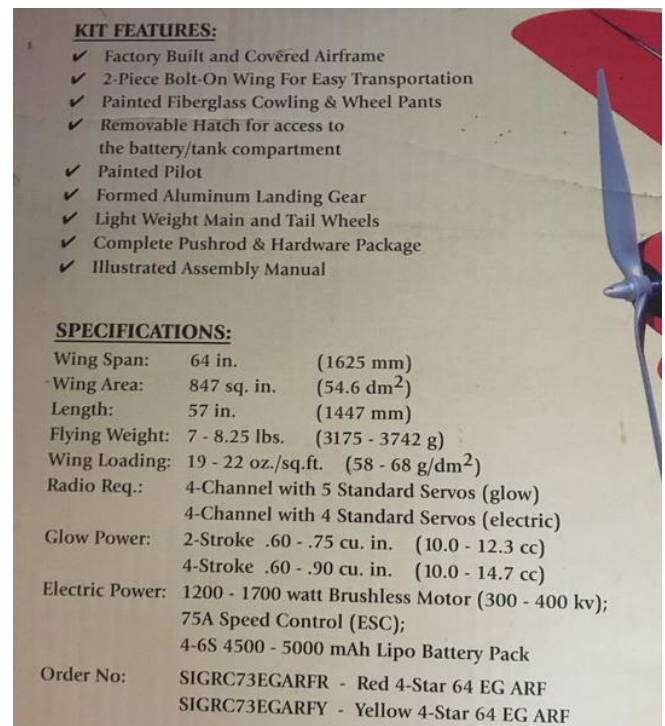 KIT FEATURES:
✔ Factory Built and Covered Airframe
✔ 2-Piece Bolt-On Wing For Easy Transportation
✔ Painted Fiberglass Cowling & Wheel Pants
✔ Removable Hatch for access to
the battery/tank compartment
✔ Painted Pilot
✔ Formed Aluminum Landing Gear
✔ Light Weight Main and Tail Wheels
✔ Complete Pushrod & Hardware Package
✔ Illustrated Assembly Manual
SPECIFICATIONS:
Wing Span: 64 in. (1625 mm)
Wing Area: 847 sq. in. (54.6 dm²)
Length: 57 in. (1447 mm)
Flying Weight: 7 - 8.25 lbs. (3175 - 3742 g)
Wing Loading: 19 - 22 oz./sq.ft. (58 - 68 g/dm²)
Radio Req.: 4-Channel with 5 Standard Servos (glow)
4-Channel with 4 Standard Servos (electric)
Glow Power: 2-Stroke .60 - .75 cu. in. (10.0 - 12.3 cc)
4-Stroke .60 - .90 cu. in. (10.0 - 14.7 cc)
Electric Power: 1200 - 1700 watt Brushless Motor (300 - 400 kv);
75A Speed Control (ESC);
4-6S 4500 - 5000 mAh Lipo Battery Pack
Order No: SIGRC73EGARFR - Red 4-Star 64 EG ARF
SIGRC73EGARFY - Yellow 4-Star 64 EG ARF